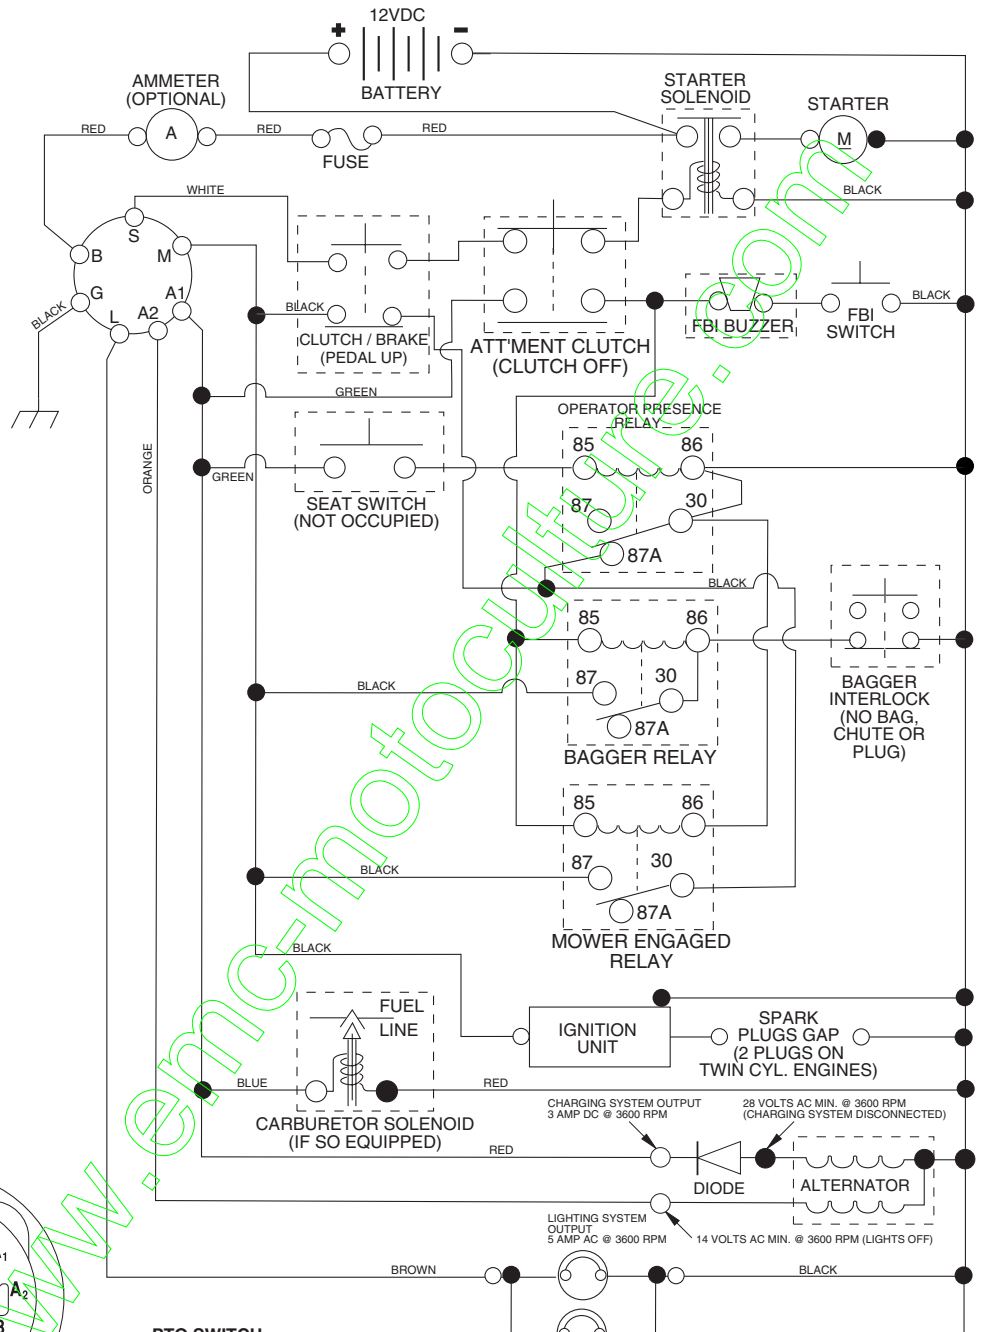 12VDC
+ -
BATTERY
AMMETER
(OPTIONAL)
A
RED
RED
RED
FUSE
STARTER
SOLENOID
STARTER
M
BLACK
WHITE
S
B
M
G
A1
L
A2
BLACK
BLACK
CLUTCH / BRAKE
(PEDAL UP)
ATT'MENT CLUTCH
(CLUTCH OFF)
FBI BUZZER
FBI
SWITCH
BLACK
GREEN
ORANGE
GREEN
SEAT SWITCH
(NOT OCCUPIED)
OPERATOR PRESENCE
RELAY
85 86
87 30
87A
BLACK
85 86
87 30
87A
BAGGER RELAY
BLACK
BAGGER
INTERLOCK
(NO BAG,
CHUTE OR
PLUG)
85 86
87 30
87A
MOWER ENGAGED
RELAY
BLACK
BLACK
FUEL
LINE
IGNITION
UNIT
SPARK
PLUGS GAP
(2 PLUGS ON
TWIN CYL. ENGINES)
BLUE
RED
CARBURETOR SOLENOID
(IF SO EQUIPPED)
CHARGING SYSTEM OUTPUT
3 AMP DC @ 3600 RPM
28 VOLTS AC MIN. @ 3600 RPM
(CHARGING SYSTEM DISCONNECTED)
RED
DIODE
ALTERNATOR
LIGHTING SYSTEM
OUTPUT
5 AMP AC @ 3600 RPM
14 VOLTS AC MIN. @ 3600 RPM (LIGHTS OFF)
BROWN
BLACK
A2
www.emc-motoculture.com